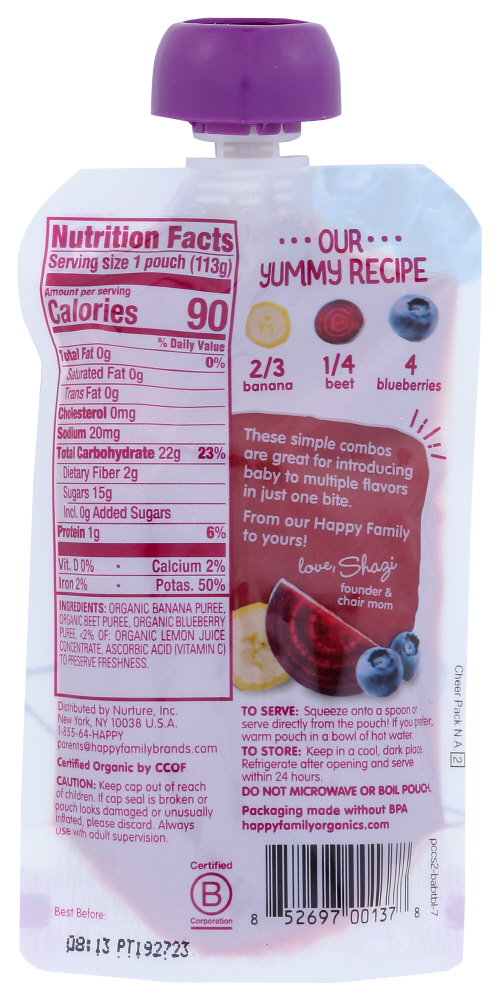 Nutrition Facts
Serving size 1 pouch (113g)
Amount per serving
Calories 90
% Daily Value
Total Fat 0g 0%
Saturated Fat 0g
Trans Fat 0g
Cholesterol 0mg
Sodium 20mg
Total Carbohydrate 22g 23%
Dietary Fiber 2g
Sugars 15g
Incl. 0g Added Sugars
Protein 1g 6%
Vit. D 0% • Calcium 2%
Iron 2% • Potas. 50%
INGREDIENTS: ORGANIC BANANA PUREE,
ORGANIC BEET PUREE, ORGANIC BLUEBERRY
PUREE, <2% OF: ORGANIC LEMON JUICE
CONCENTRATE, ASCORBIC ACID (VITAMIN C)
TO PRESERVE FRESHNESS.
Distributed by Nurture, Inc.
New York, NY 10038 U.S.A.
1-855-64-HAPPY
parents@happyfamilybrands.com
Certified Organic by CCOF
CAUTION: Keep cap out of reach
of children. If cap seal is broken or
pouch looks damaged or unusually
inflated, please discard. Always
use with adult supervision.
Best Before:
08:13 PT192723
••• OUR •••
YUMMY RECIPE
2/3 1/4 4
banana beet blueberries
These simple combos
are great for introducing
baby to multiple flavors
in just one bite.
From our Happy Family
to yours!
love, Shazi
founder &
chair mom
TO SERVE: Squeeze onto a spoon or
serve directly from the pouch! If you prefer,
warm pouch in a bowl of hot water.
TO STORE: Keep in a cool, dark place.
Refrigerate after opening and serve
within 24 hours.
DO NOT MICROWAVE OR BOIL POUCH.
Packaging made without BPA
happyfamilyorganics.com
Certified
B
Corporation
8 52697 00137 8
Cheer Pack N A 2
pccs2-babtbl-7